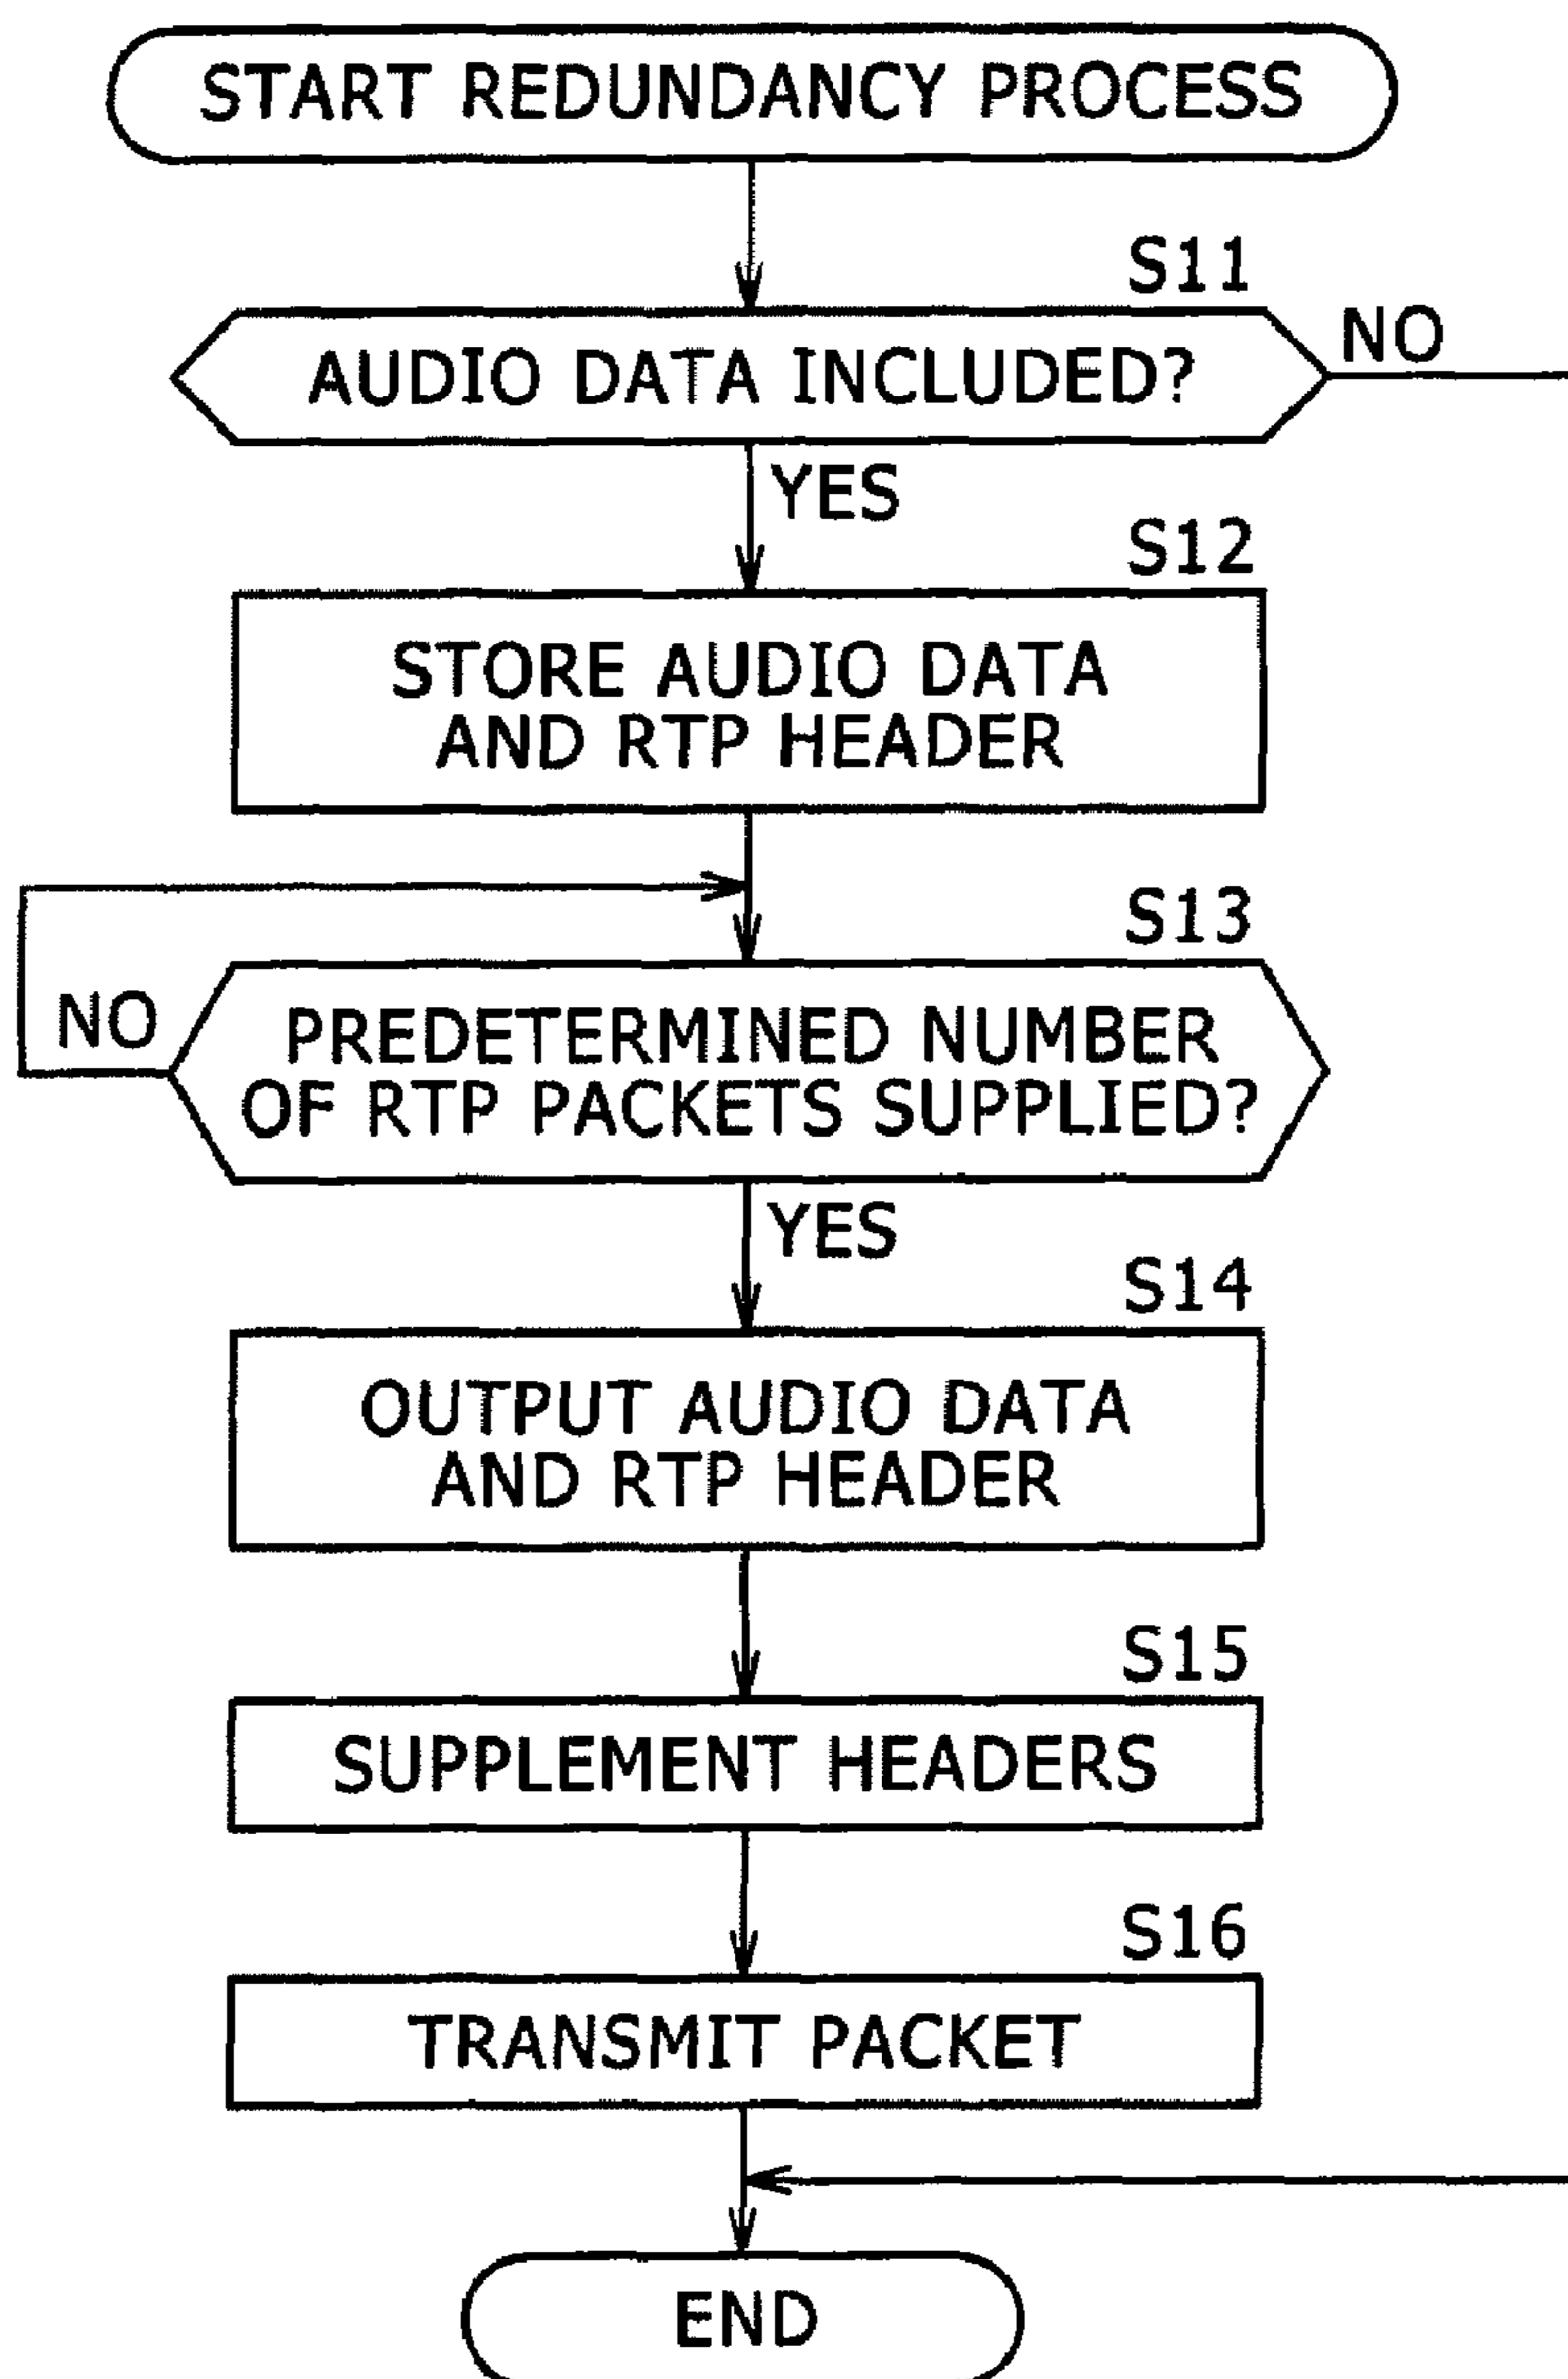 START REDUNDANCY PROCESS
S11
AUDIO DATA INCLUDED?
NO
YES
S12
STORE AUDIO DATA
AND RTP HEADER
S13
NO
PREDETERMINED NUMBER
OF RTP PACKETS SUPPLIED?
YES
S14
OUTPUT AUDIO DATA
AND RTP HEADER
S15
SUPPLEMENT HEADERS
S16
TRANSMIT PACKET
END